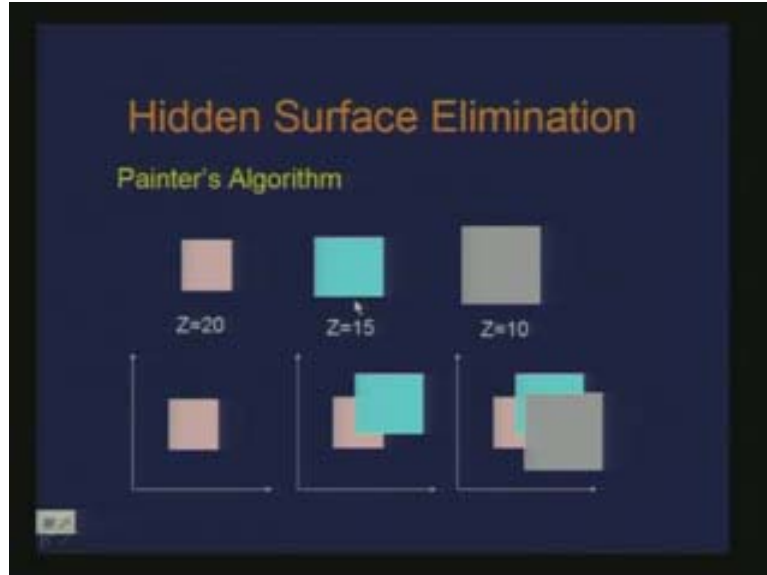 Hidden Surface Elimination
Painter's Algorithm
Z=20
Z=15
Z=10